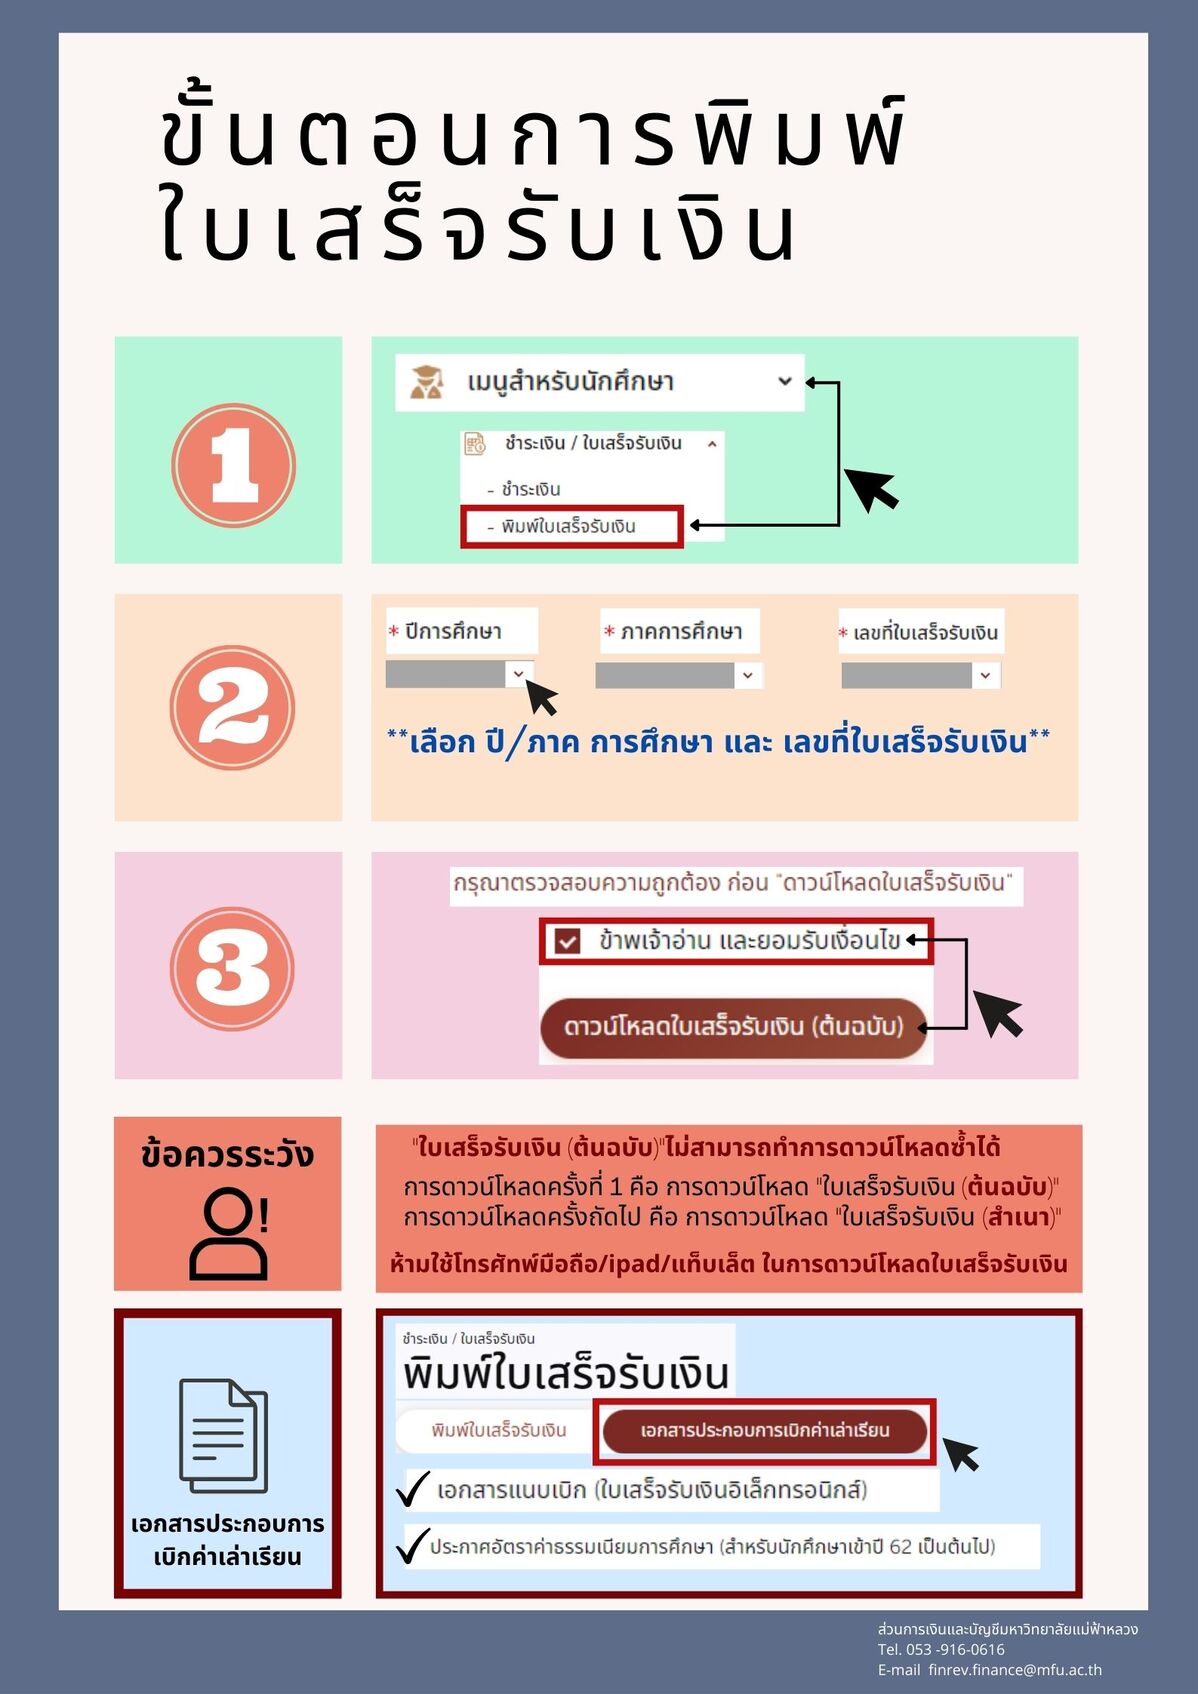 ขั้นตอนการพิมพ์
ใบเสร็จรับเงิน
1
เมนูสำหรับนักศึกษา
ชำระเงิน / ใบเสร็จรับเงิน
- ชำระเงิน
- พิมพ์ใบเสร็จรับเงิน
2
* ปีการศึกษา
* ภาคการศึกษา
* เลขที่ใบเสร็จรับเงิน
**เลือก ปี/ภาค การศึกษา และ เลขที่ใบเสร็จรับเงิน**
3
กรุณาตรวจสอบความถูกต้อง ก่อน "ดาวน์โหลดใบเสร็จรับเงิน"
ข้าพเจ้าอ่าน และยอมรับเงื่อนไข
ดาวน์โหลดใบเสร็จรับเงิน (ต้นฉบับ)
ข้อควรระวัง
!
"ใบเสร็จรับเงิน (ต้นฉบับ)"ไม่สามารถทำการดาวน์โหลดซ้ำได้
การดาวน์โหลดครั้งที่ 1 คือ การดาวน์โหลด "ใบเสร็จรับเงิน (ต้นฉบับ)"
การดาวน์โหลดครั้งถัดไป คือ การดาวน์โหลด "ใบเสร็จรับเงิน (สำเนา)"
ห้ามใช้โทรศัทพ์มือถือ/ipad/แท็บเล็ต ในการดาวน์โหลดใบเสร็จรับเงิน
เอกสารประกอบการ
เบิกค่าเล่าเรียน
ชำระเงิน / ใบเสร็จรับเงิน
พิมพ์ใบเสร็จรับเงิน
พิมพ์ใบเสร็จรับเงิน
เอกสารประกอบการเบิกค่าเล่าเรียน
เอกสารแนบเบิก (ใบเสร็จรับเงินอิเล็กทรอนิกส์)
ประกาศอัตราค่าธรรมเนียมการศึกษา (สำหรับนักศึกษาเข้าปี 62 เป็นต้นไป)
ส่วนการเงินและบัญชีมหาวิทยาลัยแม่ฟ้าหลวง
Tel. 053 -916-0616
E-mail finrev.finance@mfu.ac.th